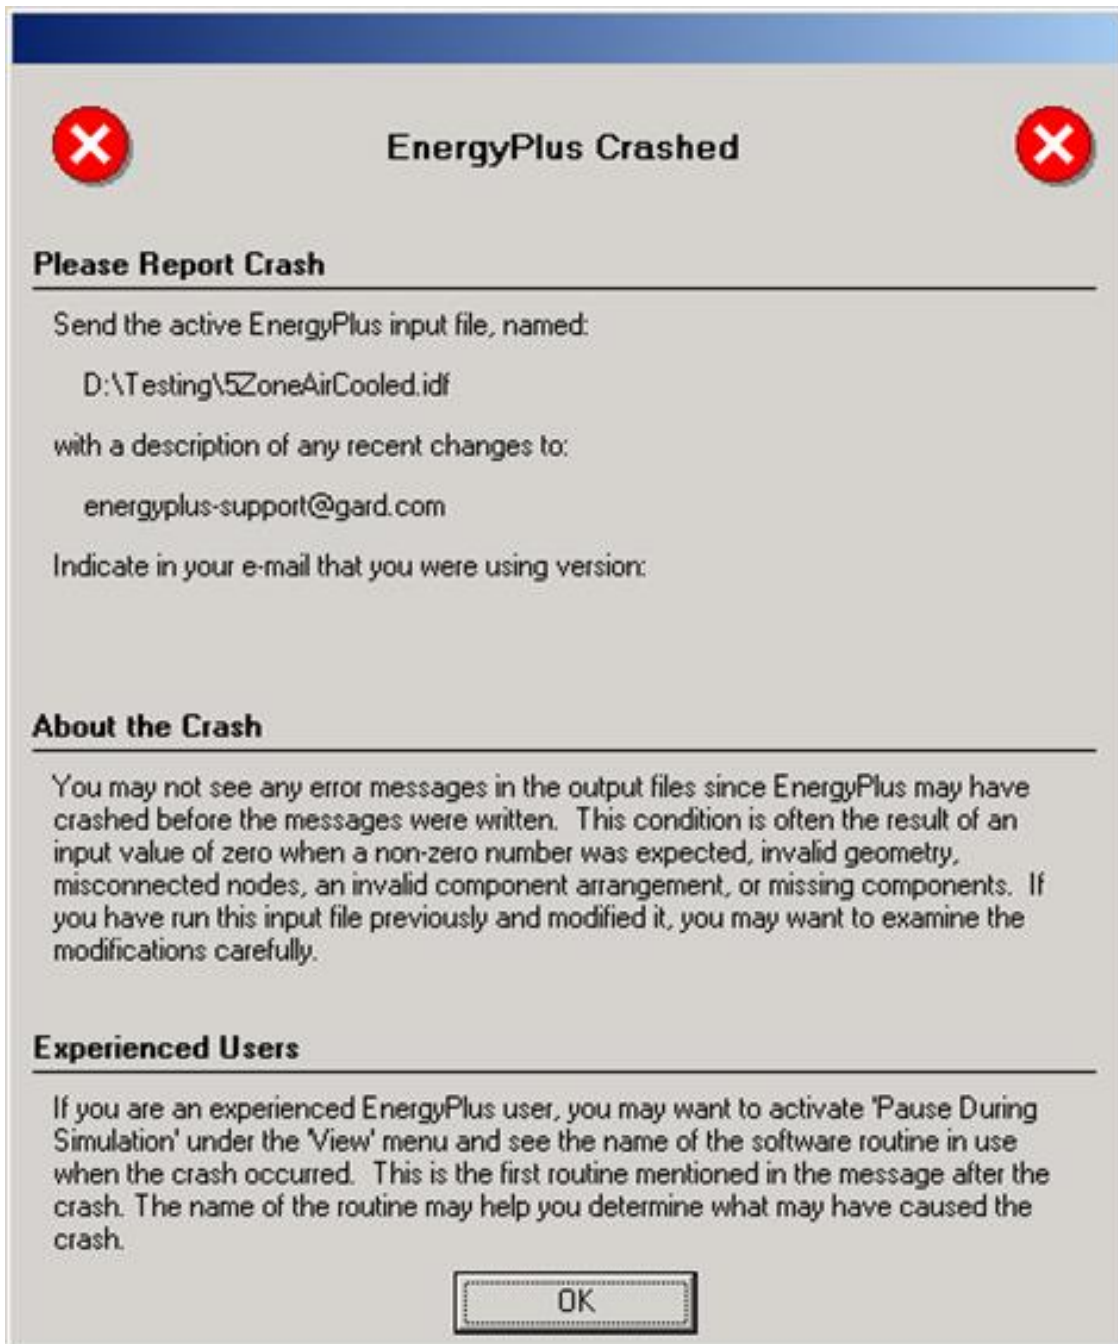 EnergyPlus Crashed
Please Report Crash
Send the active EnergyPlus input file, named:
D:\Testing\5ZoneAirCooled.idf
with a description of any recent changes to:
energyplus-support@gard.com
Indicate in your e-mail that you were using version:
About the Crash
You may not see any error messages in the output files since EnergyPlus may have
crashed before the messages were written. This condition is often the result of an
input value of zero when a non-zero number was expected, invalid geometry,
misconnected nodes, an invalid component arrangement, or missing components. If
you have run this input file previously and modified it, you may want to examine the
modifications carefully.
Experienced Users
If you are an experienced EnergyPlus user, you may want to activate 'Pause During
Simulation' under the 'View' menu and see the name of the software routine in use
when the crash occurred. This is the first routine mentioned in the message after the
crash. The name of the routine may help you determine what may have caused the
crash.
OK